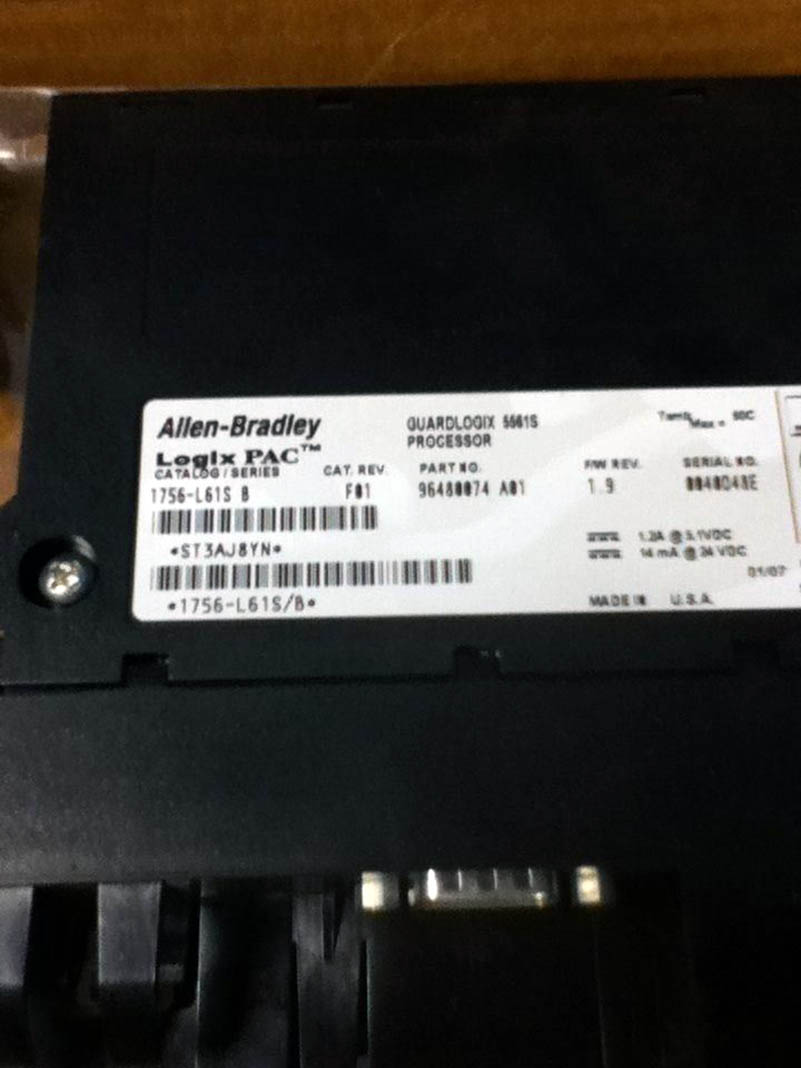 Allen-Bradley
Logix PAC™
GUARDLOGIX 5561S
PROCESSOR
CATALOG / SERIES CAT. REV. PART NO. F/W REV. SERIAL NO.
1756-L61S B F01 96480074 A01 1.9
*ST3AJ8YN*
1.2A @ 5.1VDC
14 mA @ 24 VDC
01/07
*1756-L61S/B*
MADE IN U.S.A.